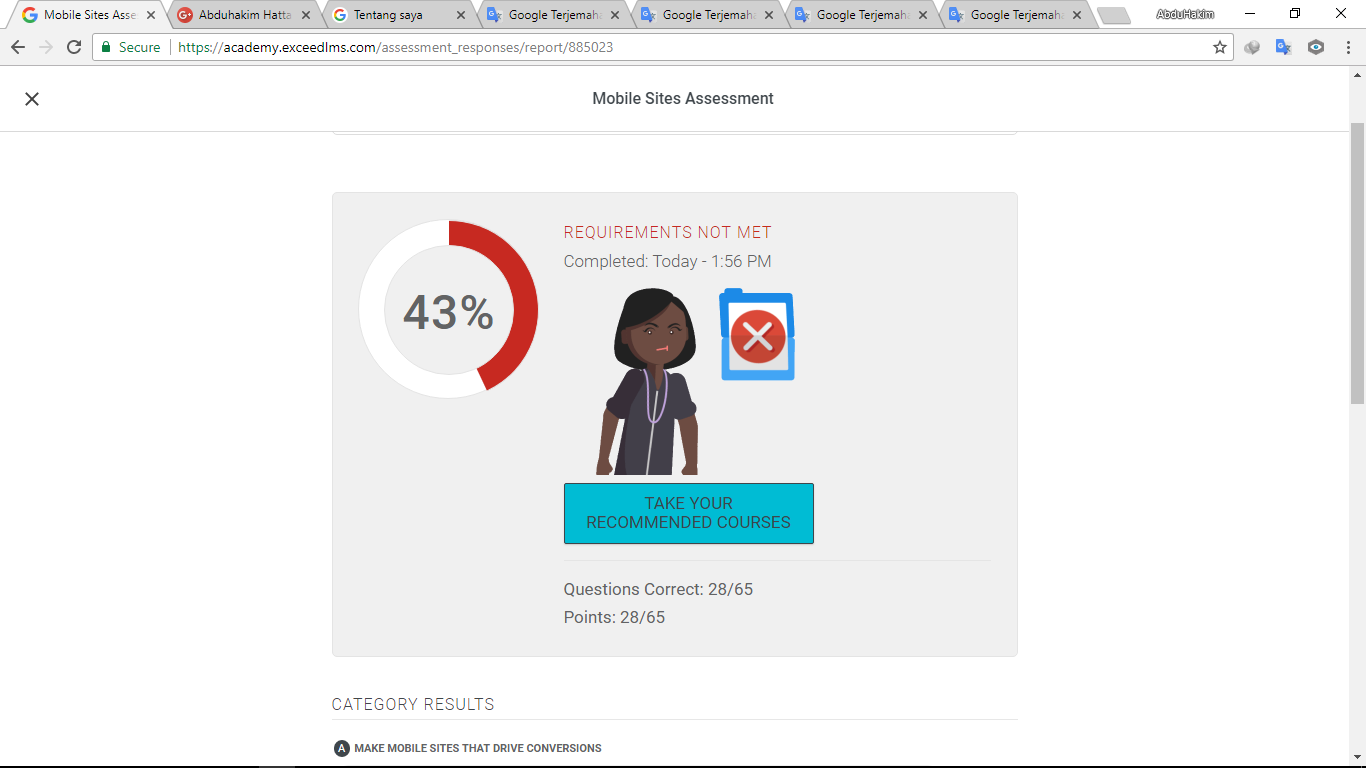 Mobile Sites Asse
Abduhakim Hatta
Tentang saya
Google Terjemaha
Google Terjemaha
Google Terjemaha
Google Terjemaha
AbduHakim
Secure
https://academy.exceedlms.com/assessment_responses/report/885023
Mobile Sites Assessment
43%
REQUIREMENTS NOT MET
Completed: Today - 1:56 PM
TAKE YOUR
RECOMMENDED COURSES
Questions Correct: 28/65
Points: 28/65
CATEGORY RESULTS
A MAKE MOBILE SITES THAT DRIVE CONVERSIONS